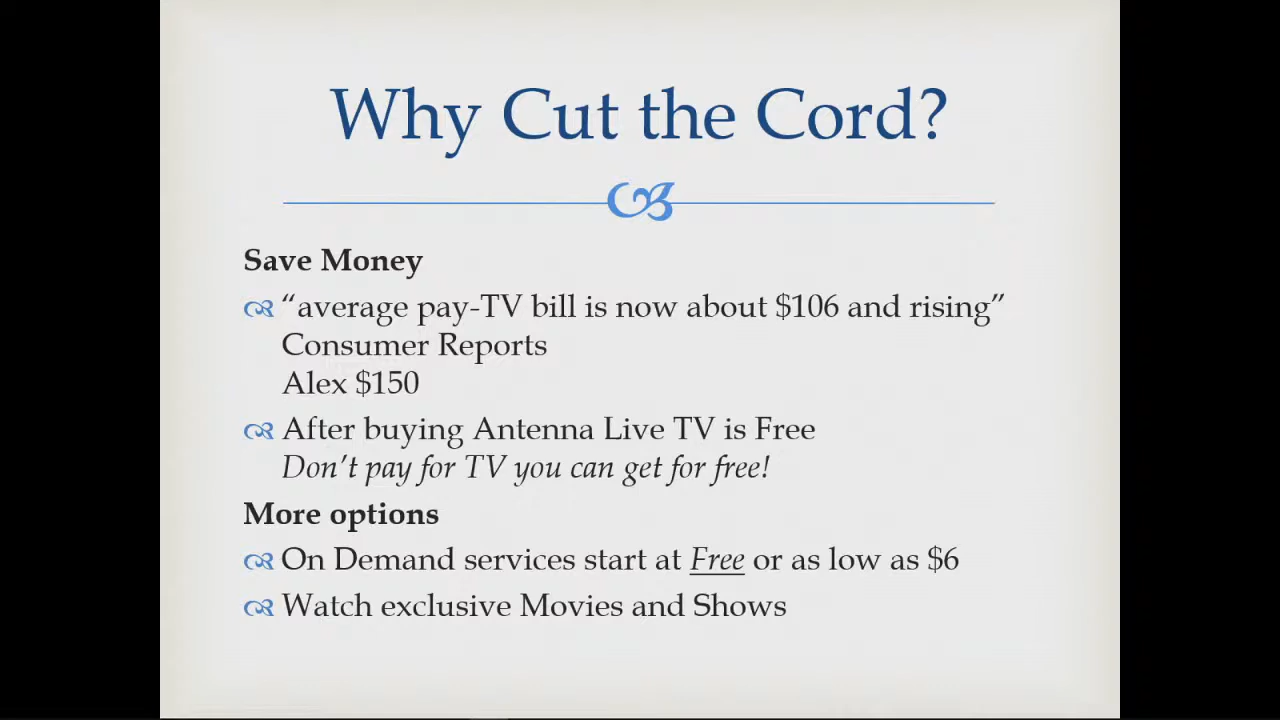 Why Cut the Cord?
Save Money
“average pay-TV bill is now about $106 and rising”
Consumer Reports
Alex $150
After buying Antenna Live TV is Free
Don’t pay for TV you can get for free!
More options
On Demand services start at Free or as low as $6
Watch exclusive Movies and Shows